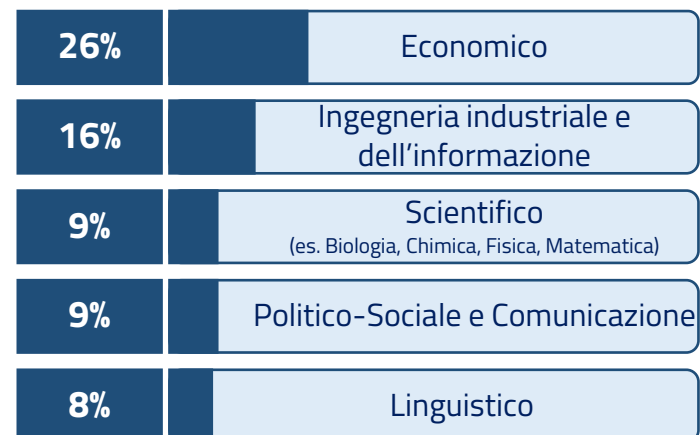 26%
Economico
16%
Ingegneria industriale e
dell’informazione
9%
Scientifico
(es. Biologia, Chimica, Fisica, Matematica)
9%
Politico-Sociale e Comunicazione
8%
Linguistico